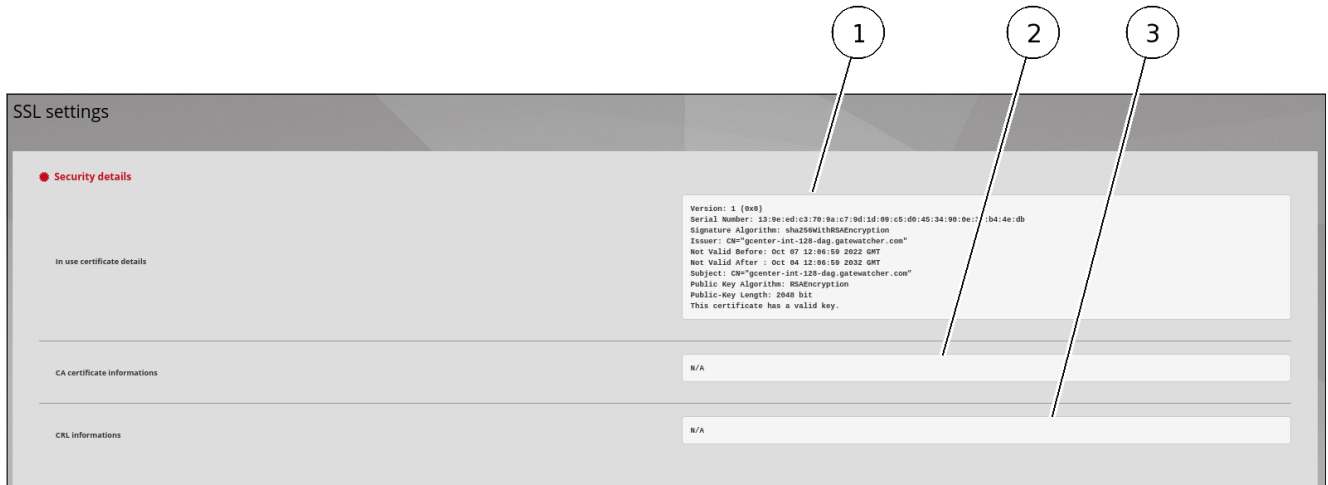 1 2 3
SSL settings
Security details
In use certificate details
Version: 1 (0x0)
Serial Number: 13:9e:ed:c3:70:9a:c7:9d:1d:09:c5:d0:45:34:90:0e: :b4:4e:db
Signature Algorithm: sha256WithRSAEncryption
Issuer: CN="gcenter-int-128-dag.gatewatcher.com"
Not Valid Before: Oct 07 12:06:59 2022 GMT
Not Valid After : Oct 04 12:06:59 2032 GMT
Subject: CN="gcenter-int-128-dag.gatewatcher.com"
Public Key Algorithm: RSAEncryption
Public-Key Length: 2048 bit
This certificate has a valid key.
CA certificate informations
N/A
CRL informations
N/A